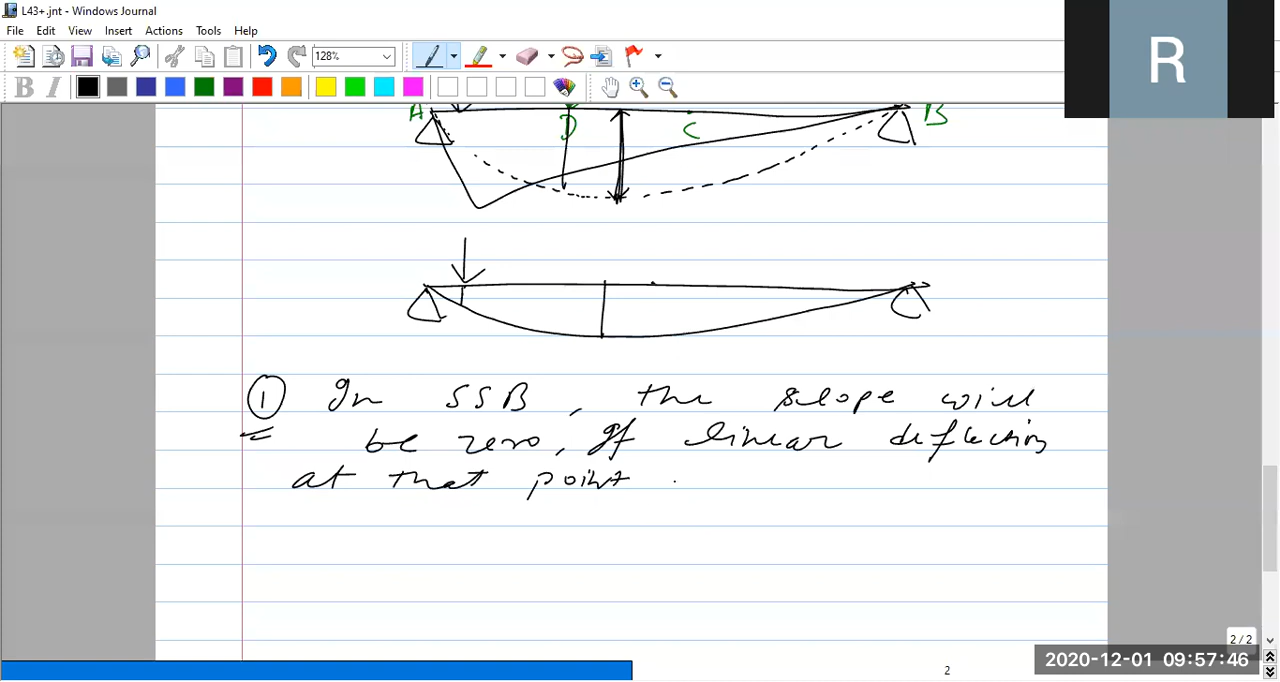 L43+.jnt - Windows Journal
File Edit View Insert Actions Tools Help
128%
B I
R
A D C B
① In SSB, the slope will
be zero, If linear deflection
at that point .
2 / 2
2
2020-12-01 09:57:46